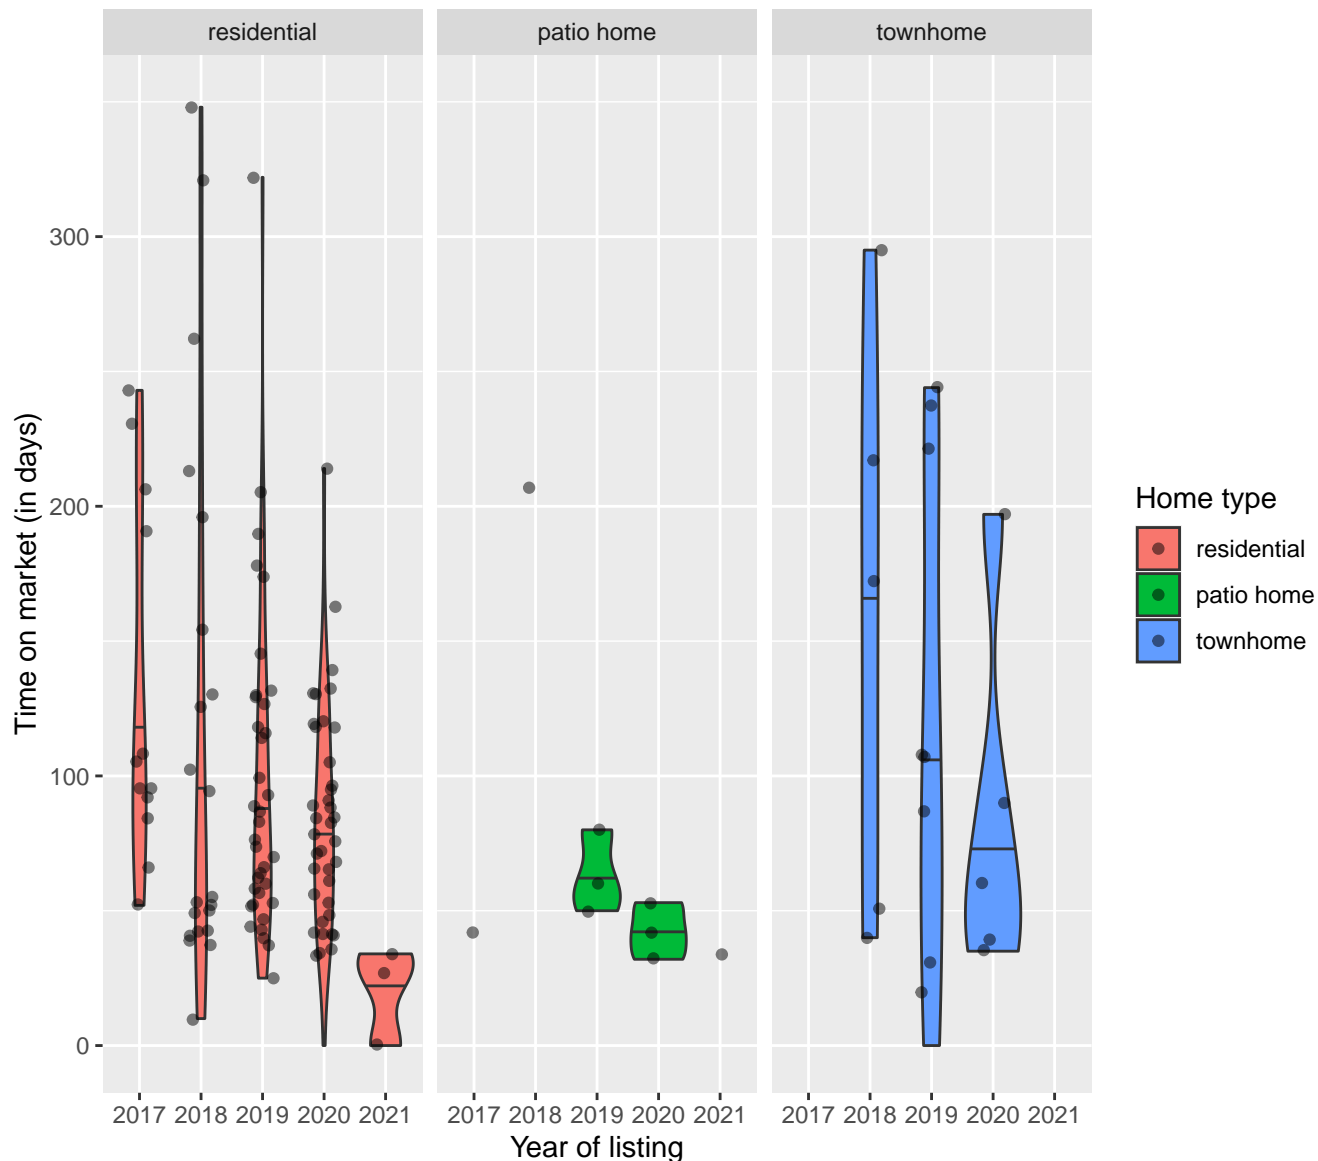 residential
patio home
townhome
300
200
100
0
Time on market (in days)
2017 2018 2019 2020 2021
2017 2018 2019 2020 2021
2017 2018 2019 2020 2021
Year of listing
Home type
residential
patio home
townhome